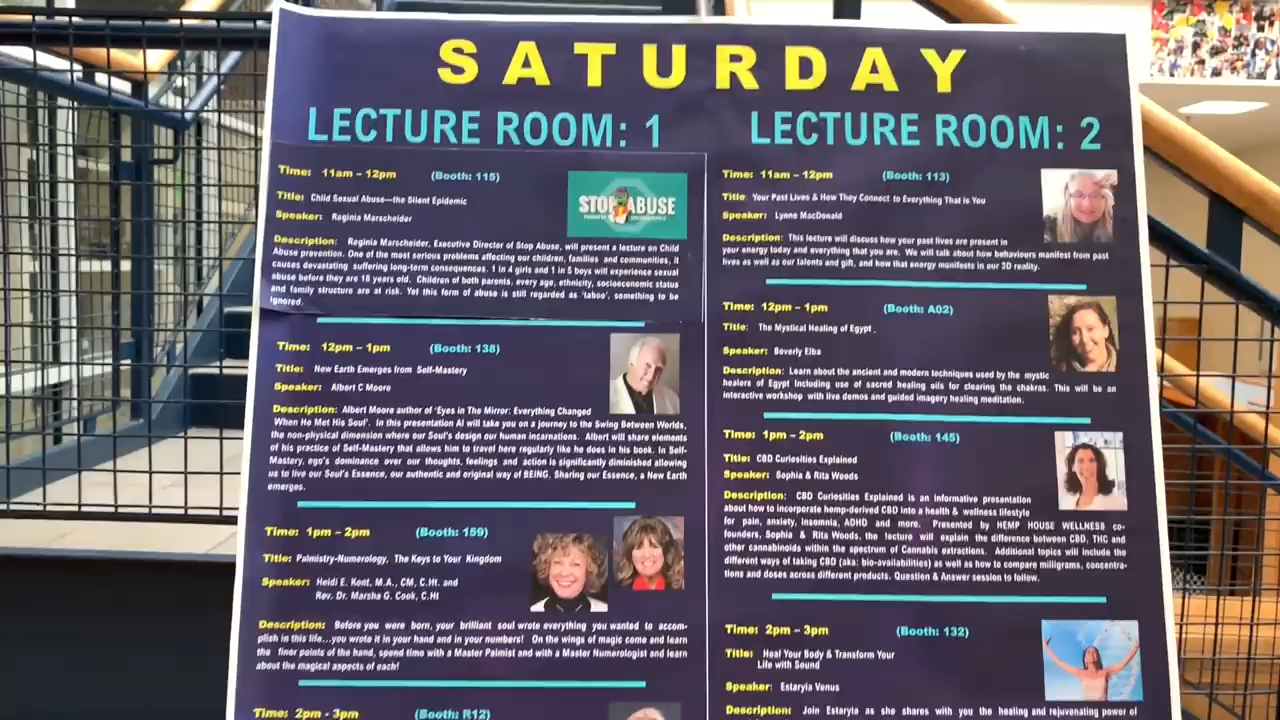 SATURDAY
LECTURE ROOM: 1
Time: 11am – 12pm (Booth: 115)
Title: Child Sexual Abuse—the Silent Epidemic
Speaker: Reginia Marscheider
STOP ABUSE
Description: Reginia Marscheider, Executive Director of Stop Abuse, will present a lecture on Child
Abuse prevention. One of the most serious problems affecting our children, families and communities, it
causes devastating suffering long-term consequences. 1 in 4 girls and 1 in 5 boys will experience sexual
abuse before they are 18 years old. Children of both parents, every age, ethnicity, socioeconomic status
and family structure are at risk. Yet this form of abuse is still regarded as 'taboo', something to be
ignored.
Time: 12pm – 1pm (Booth: 138)
Title: New Earth Emerges from Self-Mastery
Speaker: Albert C Moore
Description: Albert Moore author of 'Eyes in The Mirror: Everything Changed
When He Met His Soul'. In this presentation Al will take you on a journey to the Swing Between Worlds,
the non-physical dimension where our Soul's design our human incarnations. Albert will share elements
of his practice of Self-Mastery that allows him to travel here regularly like he does in his book. In Self-
Mastery, ego's dominance over our thoughts, feelings and action is significantly diminished allowing
us to live our Soul's Essence, our authentic and original way of BEING. Sharing our Essence, a New Earth
emerges.
Time: 1pm – 2pm (Booth: 159)
Title: Palmistry-Numerology, The Keys to Your Kingdom
Speaker: Heidi E. Kent, M.A., CM, C.Ht. and
Rev. Dr. Marsha G. Cook, C.Ht
Description: Before you were born, your brilliant soul wrote everything you wanted to accom-
plish in this life...you wrote it in your hand and in your numbers! On the wings of magic come and learn
the finer points of the hand, spend time with a Master Palmist and with a Master Numerologist and learn
about the magical aspects of each!
Time: 2pm - 3pm (Booth: R12)
LECTURE ROOM: 2
Time: 11am – 12pm (Booth: 113)
Title: Your Past Lives & How They Connect to Everything That is You
Speaker: Lynne MacDonald
Description: This lecture will discuss how your past lives are present in
your energy today and everything that you are. We will talk about how behaviours manifest from past
lives as well as our talents and gift, and how that energy manifests in our 3D reality.
Time: 12pm – 1pm (Booth: A02)
Title: The Mystical Healing of Egypt .
Speaker: Beverly Elba
Description: Learn about the ancient and modern techniques used by the mystic
healers of Egypt including use of sacred healing oils for clearing the chakras. This will be an
interactive workshop with live demos and guided imagery healing meditation.
Time: 1pm – 2pm (Booth: 145)
Title: CBD Curiosities Explained
Speaker: Sophia & Rita Woods
Description: CBD Curiosities Explained is an informative presentation
about how to incorporate hemp-derived CBD into a health & wellness lifestyle
for pain, anxiety, insomnia, ADHD and more. Presented by HEMP HOUSE WELLNESS co-
founders, Sophia & Rita Woods, the lecture will explain the difference between CBD, THC and
other cannabinoids within the spectrum of Cannabis extractions. Additional topics will include the
different ways of taking CBD (aka: bio-availabilities) as well as how to compare milligrams, concentra-
tions and doses across different products. Question & Answer session to follow.
Time: 2pm – 3pm (Booth: 132)
Title: Heal Your Body & Transform Your
Life with Sound
Speaker: Estaryia Venus
Description: Join Estaryia as she shares with you the healing and rejuvenating power of